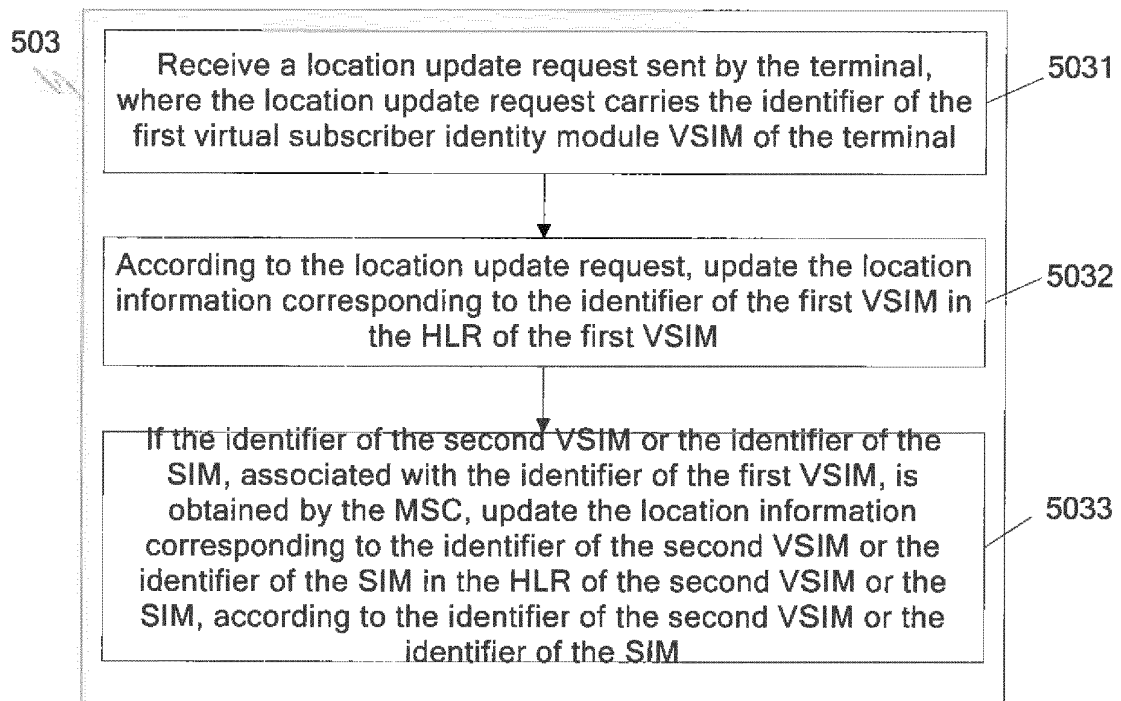 503
Receive a location update request sent by the terminal,
where the location update request carries the identifier of the
first virtual subscriber identity module VSIM of the terminal
5031
According to the location update request, update the location
information corresponding to the identifier of the first VSIM in
the HLR of the first VSIM
5032
If the identifier of the second VSIM or the identifier of the
SIM, associated with the identifier of the first VSIM, is
obtained by the MSC, update the location information
corresponding to the identifier of the second VSIM or the
identifier of the SIM in the HLR of the second VSIM or the
SIM, according to the identifier of the second VSIM or the
identifier of the SIM
5033